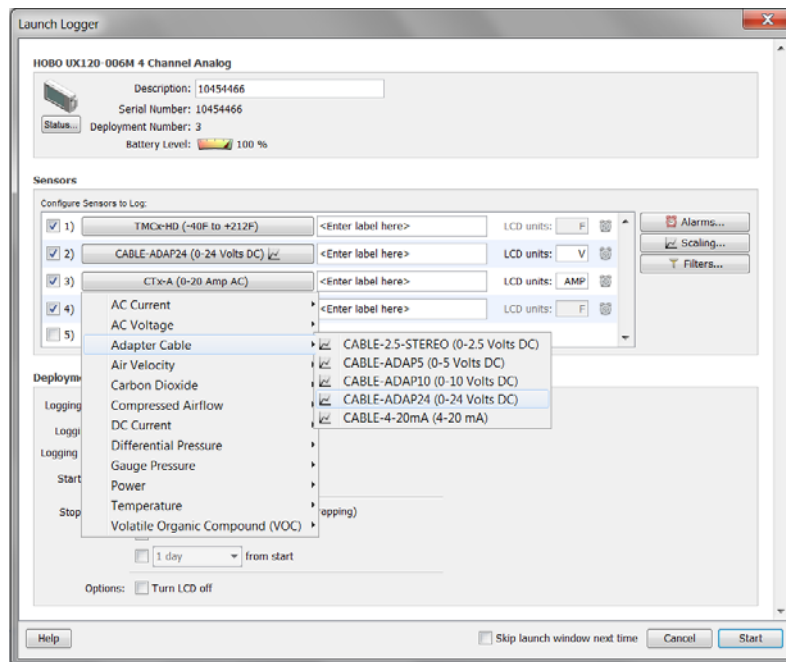 Launch Logger
HOBO UX120-006M 4 Channel Analog
Description: 10454466
Serial Number: 10454466
Status... Deployment Number: 3
Battery Level: 100 %
Sensors
Configure Sensors to Log:
1) TMCx-HD (-40F to +212F) <Enter label here> LCD units: F Alarms...
2) CABLE-ADAP24 (0-24 Volts DC) <Enter label here> LCD units: V Scaling...
3) CTx-A (0-20 Amp AC) <Enter label here> LCD units: AMP Filters...
4) <Enter label here> LCD units: F
5)
AC Current
AC Voltage
Adapter Cable
Air Velocity
Carbon Dioxide
Compressed Airflow
DC Current
Differential Pressure
Gauge Pressure
Power
Temperature
Volatile Organic Compound (VOC)
CABLE-2.5-STEREO (0-2.5 Volts DC)
CABLE-ADAP5 (0-5 Volts DC)
CABLE-ADAP10 (0-10 Volts DC)
CABLE-ADAP24 (0-24 Volts DC)
CABLE-4-20mA (4-20 mA)
Deploym
Logging
Loggi
Logging
Start
Stop apping)
1 day from start
Options: Turn LCD off
Help Skip launch window next time Cancel Start